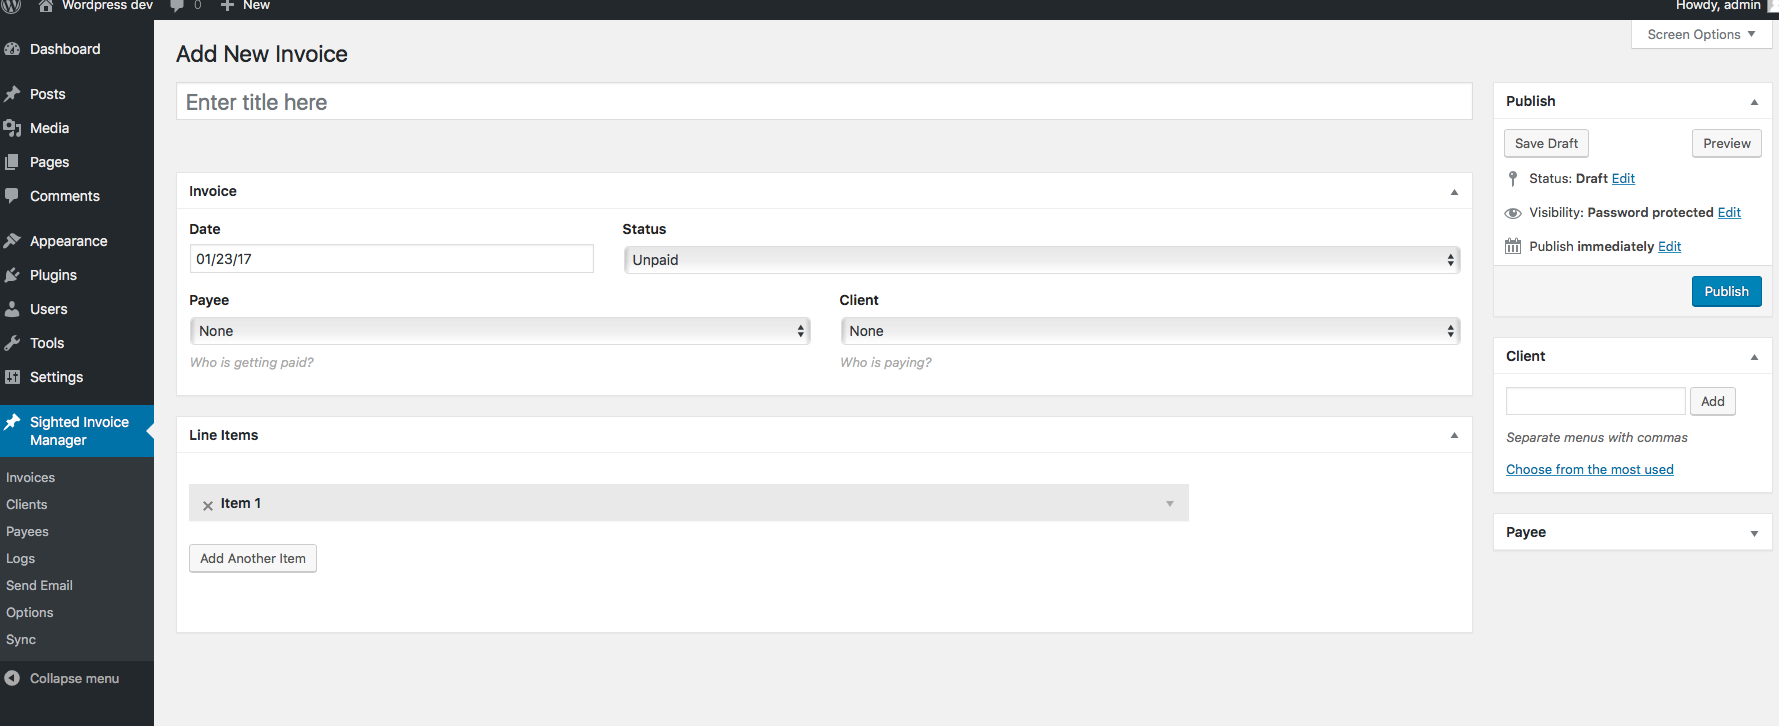 Wordpress dev 0 New Howdy, admin
Screen Options
Dashboard
Posts
Media
Pages
Comments
Appearance
Plugins
Users
Tools
Settings
Sighted Invoice
Manager
Invoices
Clients
Payees
Logs
Send Email
Options
Sync
Collapse menu
Add New Invoice
Enter title here
Invoice
Date
01/23/17
Status
Unpaid
Payee
None
Who is getting paid?
Client
None
Who is paying?
Line Items
Item 1
Add Another Item
Publish
Save Draft
Preview
Status: Draft Edit
Visibility: Password protected Edit
Publish immediately Edit
Publish
Client
Add
Separate menus with commas
Choose from the most used
Payee